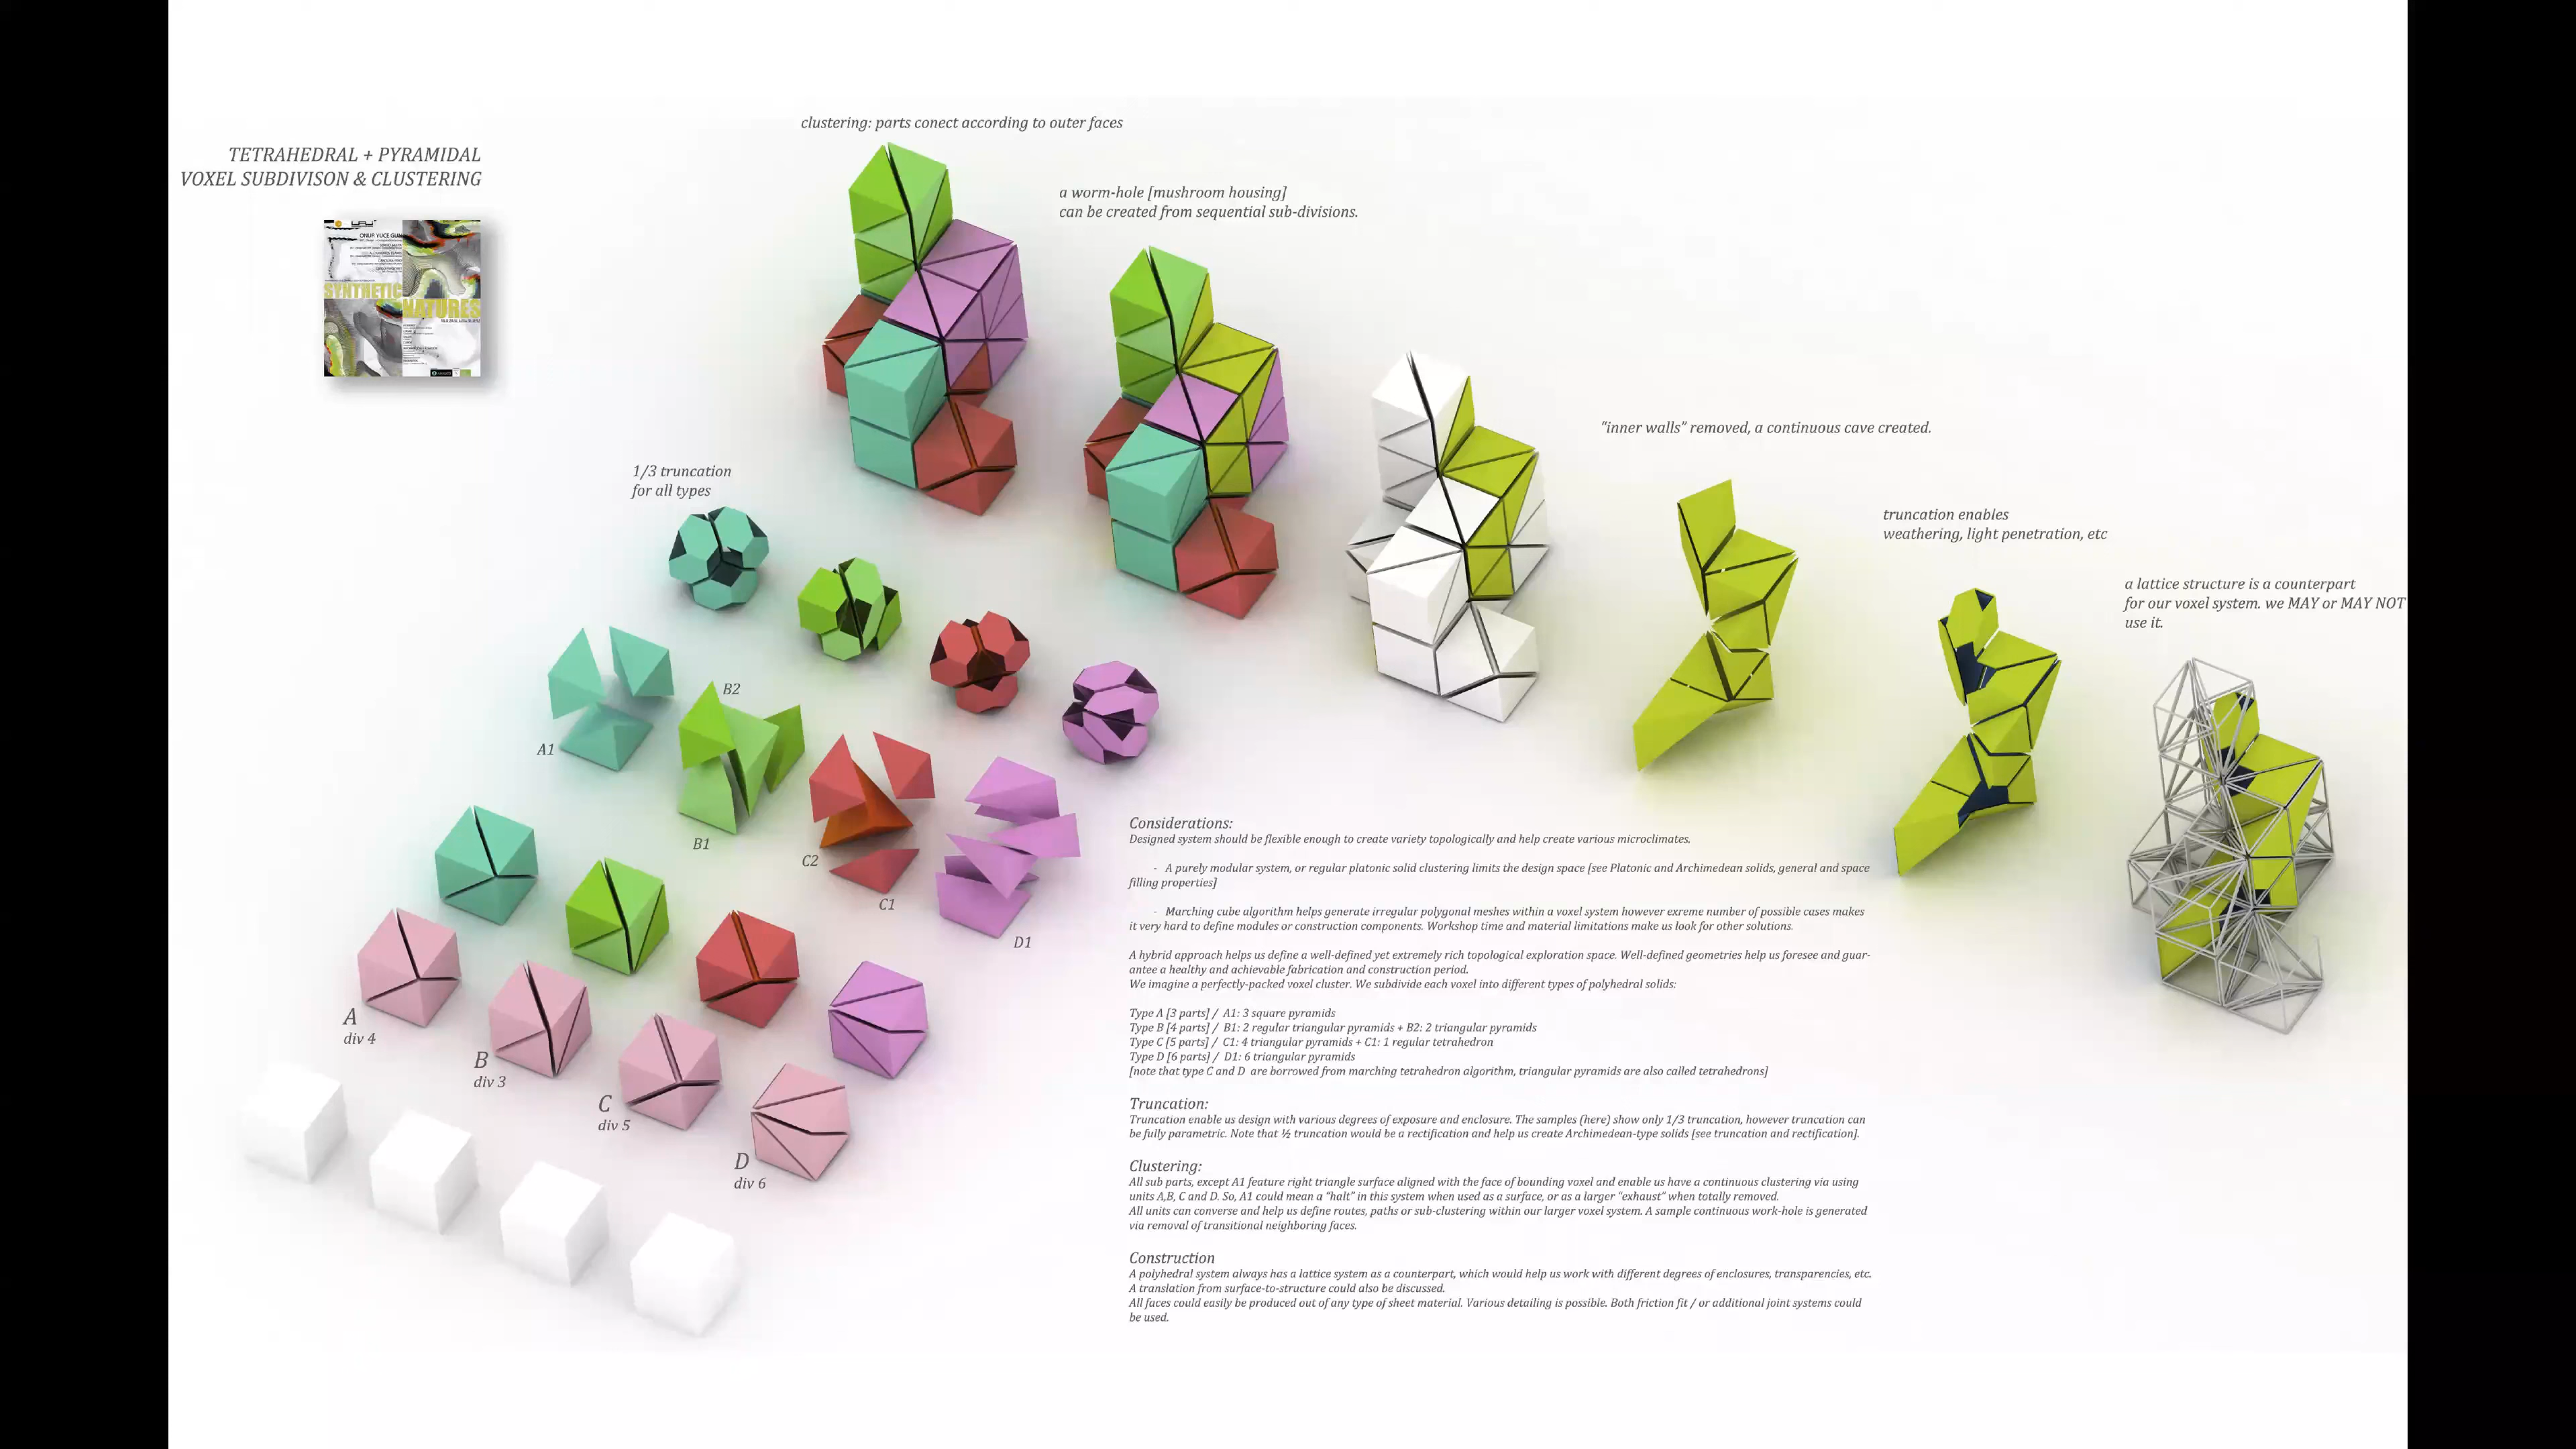 TETRAHEDRAL + PYRAMIDAL
VOXEL SUBDIVISON & CLUSTERING
ONUR YUCE GUN
SYNTHETIC
NATURES
clustering: parts conect according to outer faces
a worm-hole [mushroom housing]
can be created from sequential sub-divisions.
"inner walls" removed, a continuous cave created.
1/3 truncation
for all types
truncation enables
weathering, light penetration, etc
a lattice structure is a counterpart
for our voxel system. we MAY or MAY NOT
use it.
B2
A1
B1
C2
C1
D1
A
div 4
B
div 3
C
div 5
D
div 6
Considerations:
Designed system should be flexible enough to create variety topologically and help create various microclimates.
- A purely modular system, or regular platonic solid clustering limits the design space [see Platonic and Archimedean solids, general and space
filling properties]
- Marching cube algorithm helps generate irregular polygonal meshes within a voxel system however exreme number of possible cases makes
it very hard to define modules or construction components. Workshop time and material limitations make us look for other solutions.
A hybrid approach helps us define a well-defined yet extremely rich topological exploration space. Well-defined geometries help us foresee and guar-
antee a healthy and achievable fabrication and construction period.
We imagine a perfectly-packed voxel cluster. We subdivide each voxel into different types of polyhedral solids:
Type A [3 parts] / A1: 3 square pyramids
Type B [4 parts] / B1: 2 regular triangular pyramids + B2: 2 triangular pyramids
Type C [5 parts] / C1: 4 triangular pyramids + C1: 1 regular tetrahedron
Type D [6 parts] / D1: 6 triangular pyramids
[note that type C and D are borrowed from marching tetrahedron algorithm, triangular pyramids are also called tetrahedrons]
Truncation:
Truncation enable us design with various degrees of exposure and enclosure. The samples (here) show only 1/3 truncation, however truncation can
be fully parametric. Note that ½ truncation would be a rectification and help us create Archimedean-type solids [see truncation and rectification].
Clustering:
All sub parts, except A1 feature right triangle surface aligned with the face of bounding voxel and enable us have a continuous clustering via using
units A,B, C and D. So, A1 could mean a "halt" in this system when used as a surface, or as a larger "exhaust" when totally removed.
All units can converse and help us define routes, paths or sub-clustering within our larger voxel system. A sample continuous work-hole is generated
via removal of transitional neighboring faces.
Construction
A polyhedral system always has a lattice system as a counterpart, which would help us work with different degrees of enclosures, transparencies, etc.
A translation from surface-to-structure could also be discussed.
All faces could easily be produced out of any type of sheet material. Various detailing is possible. Both friction fit / or additional joint systems could
be used.